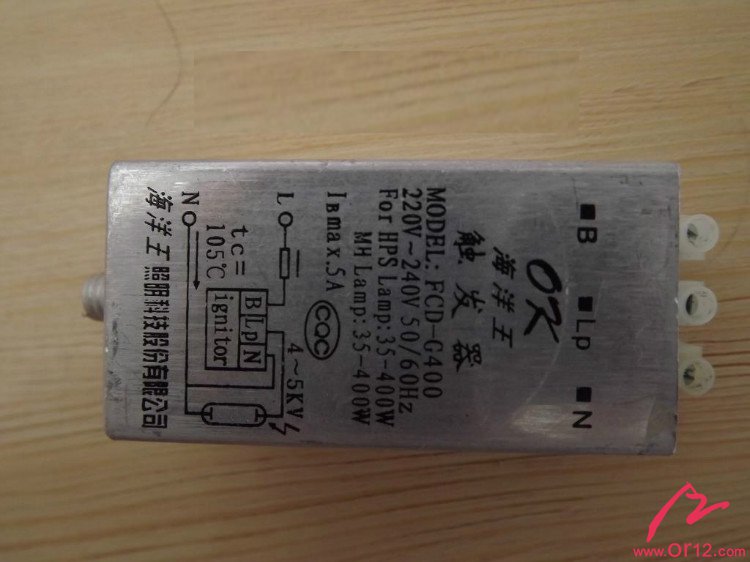 ■B ■Lp ■N
OK
海洋王
触发器
MODEL: FCD-G400
220V~240V 50/60Hz
For HPS Lamp:35-400W
MH Lamp:35-400W
IBmax.5A
CQC
L
4~5KV
B Lp N
ignitor
tc=
105℃
N
海洋王照明科技股份有限公司
www.Or12.com